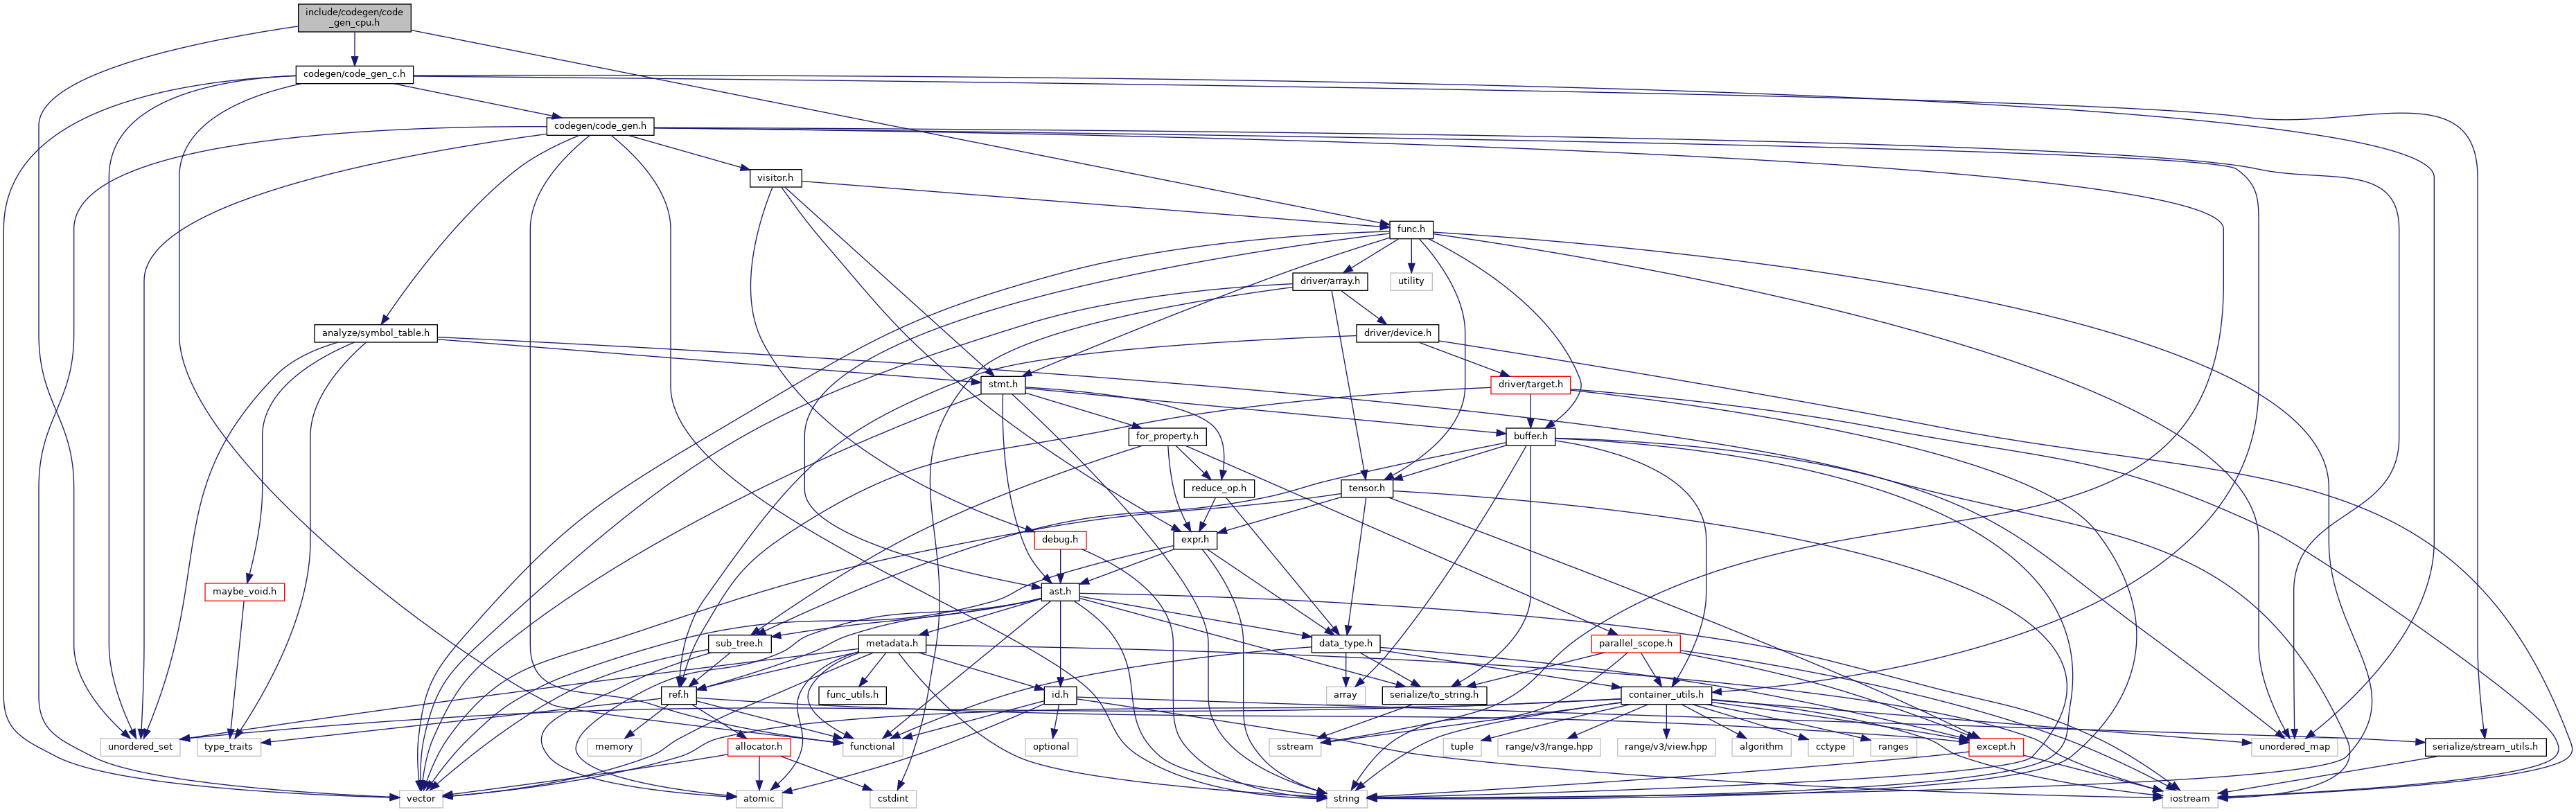 include/codegen/code
_gen_cpu.h
codegen/code_gen_c.h
codegen/code_gen.h
visitor.h
func.h
driver/array.h
utility
analyze/symbol_table.h
driver/device.h
stmt.h
driver/target.h
for_property.h
buffer.h
reduce_op.h
tensor.h
debug.h
expr.h
maybe_void.h
ast.h
sub_tree.h
metadata.h
data_type.h
parallel_scope.h
ref.h
func_utils.h
id.h
array
serialize/to_string.h
container_utils.h
unordered_set
type_traits
memory
allocator.h
functional
optional
sstream
tuple
range/v3/range.hpp
range/v3/view.hpp
algorithm
cctype
ranges
except.h
unordered_map
serialize/stream_utils.h
vector
atomic
cstdint
string
iostream